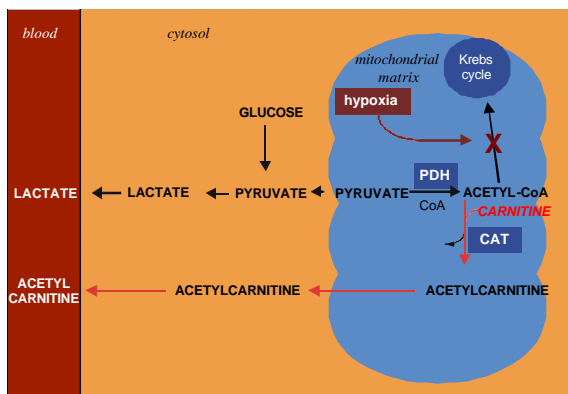 blood
cytosol
mitochondrial
matrix
Krebs
cycle
hypoxia
X
GLUCOSE
PDH
LACTATE
LACTATE
PYRUVATE
PYRUVATE
ACETYL-CoA
CoA
CARNITINE
CAT
ACETYL
CARNITINE
ACETYLCARNITINE
ACETYLCARNITINE